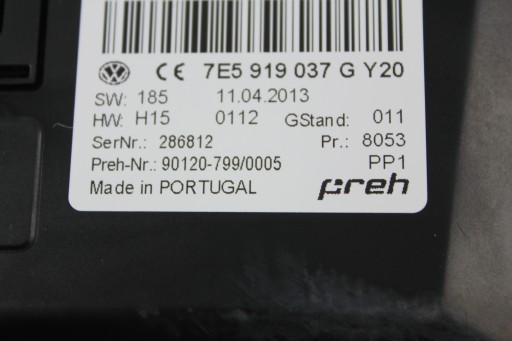 CE 7E5 919 037 G Y20
SW: 185 11.04.2013
HW: H15 0112 GStand: 011
SerNr.: 286812 Pr.: 8053
Preh-Nr.: 90120-799/0005 PP1
Made in PORTUGAL preh